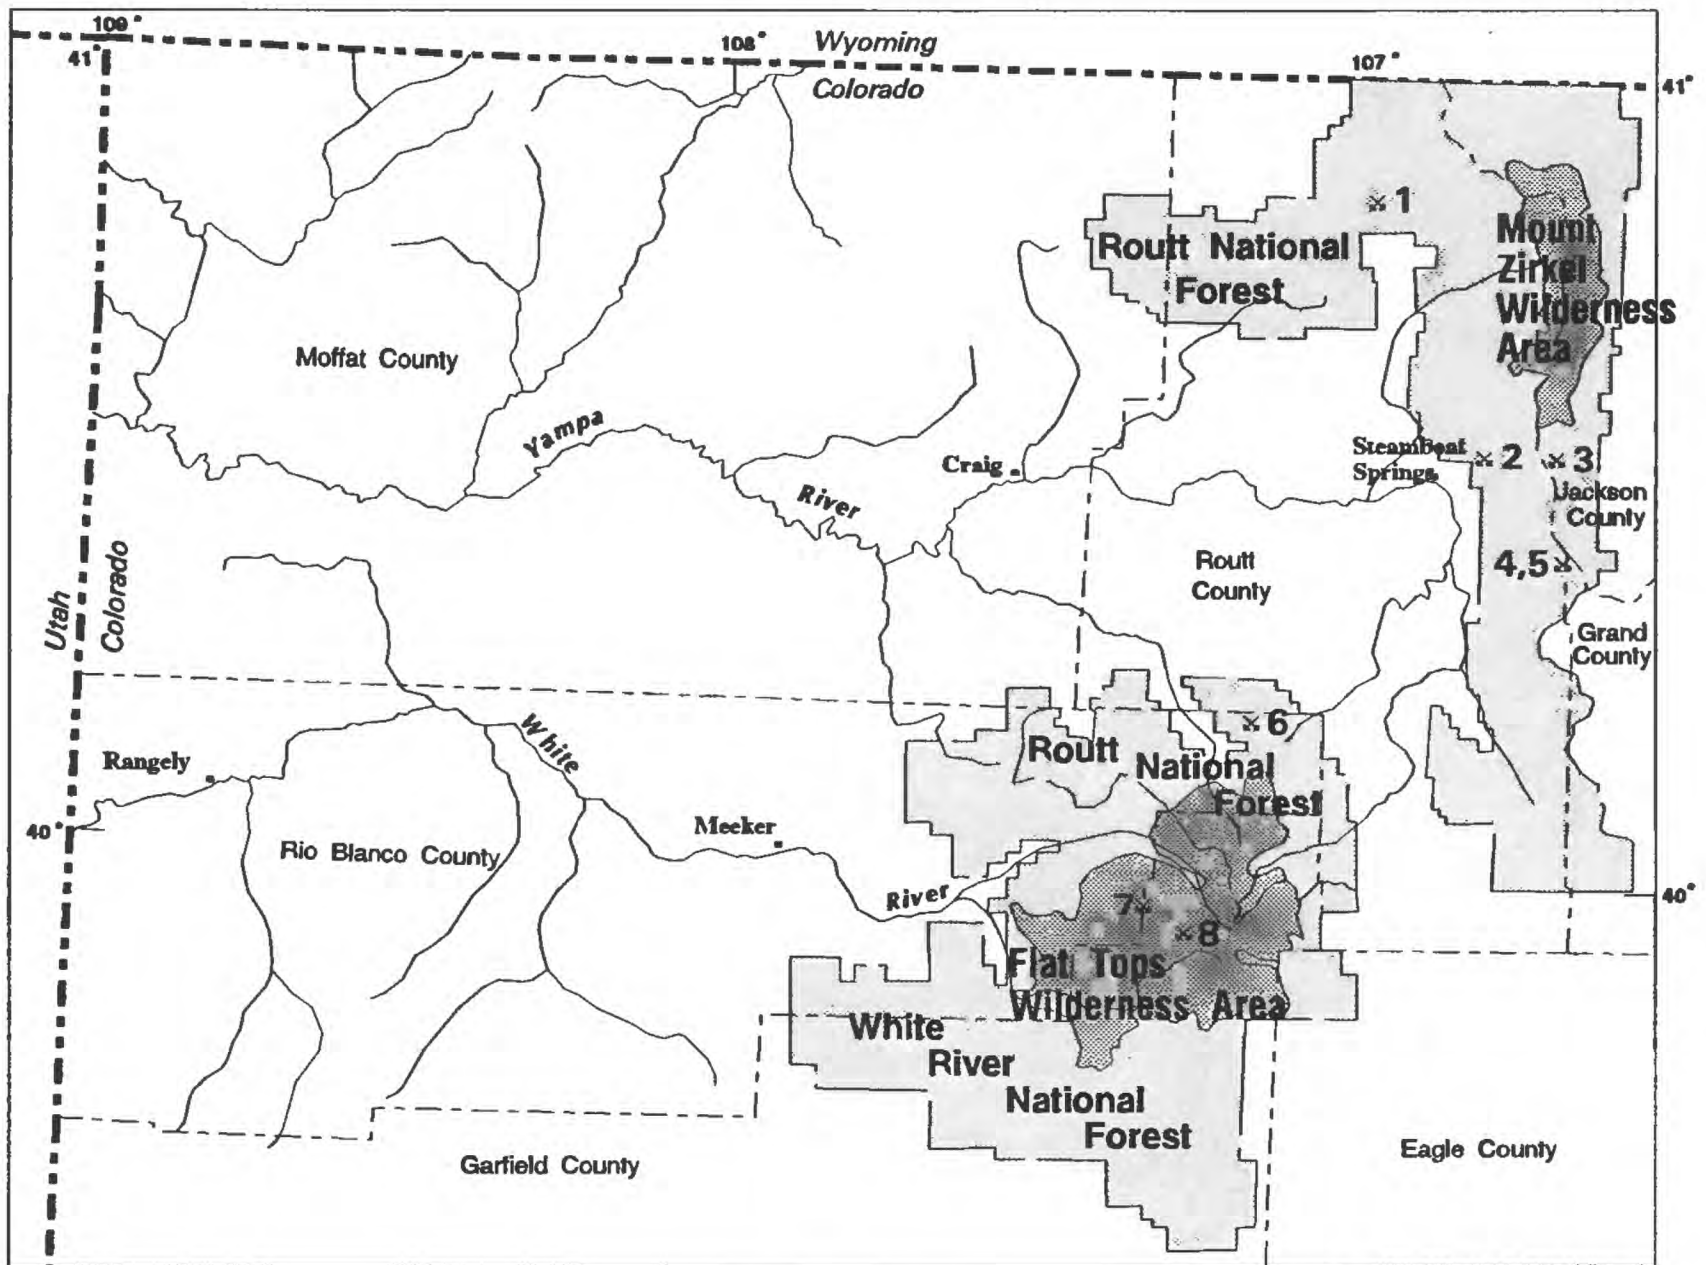 109°
41°
108°
Wyoming
Colorado
107°
41°
1
Routt National
Forest
Mount
Zirkel
Wilderness
Area
Moffat County
Yampa
River
Craig
Steamboat
Springs
2
3
Jackson
County
4,5
Routt
County
Grand
County
Utah
Colorado
6
Routt
National
Forest
White
River
Rangely
Meeker
40°
Rio Blanco County
40°
7
8
Flat Tops
Wilderness Area
White
River
National
Forest
Garfield County
Eagle County